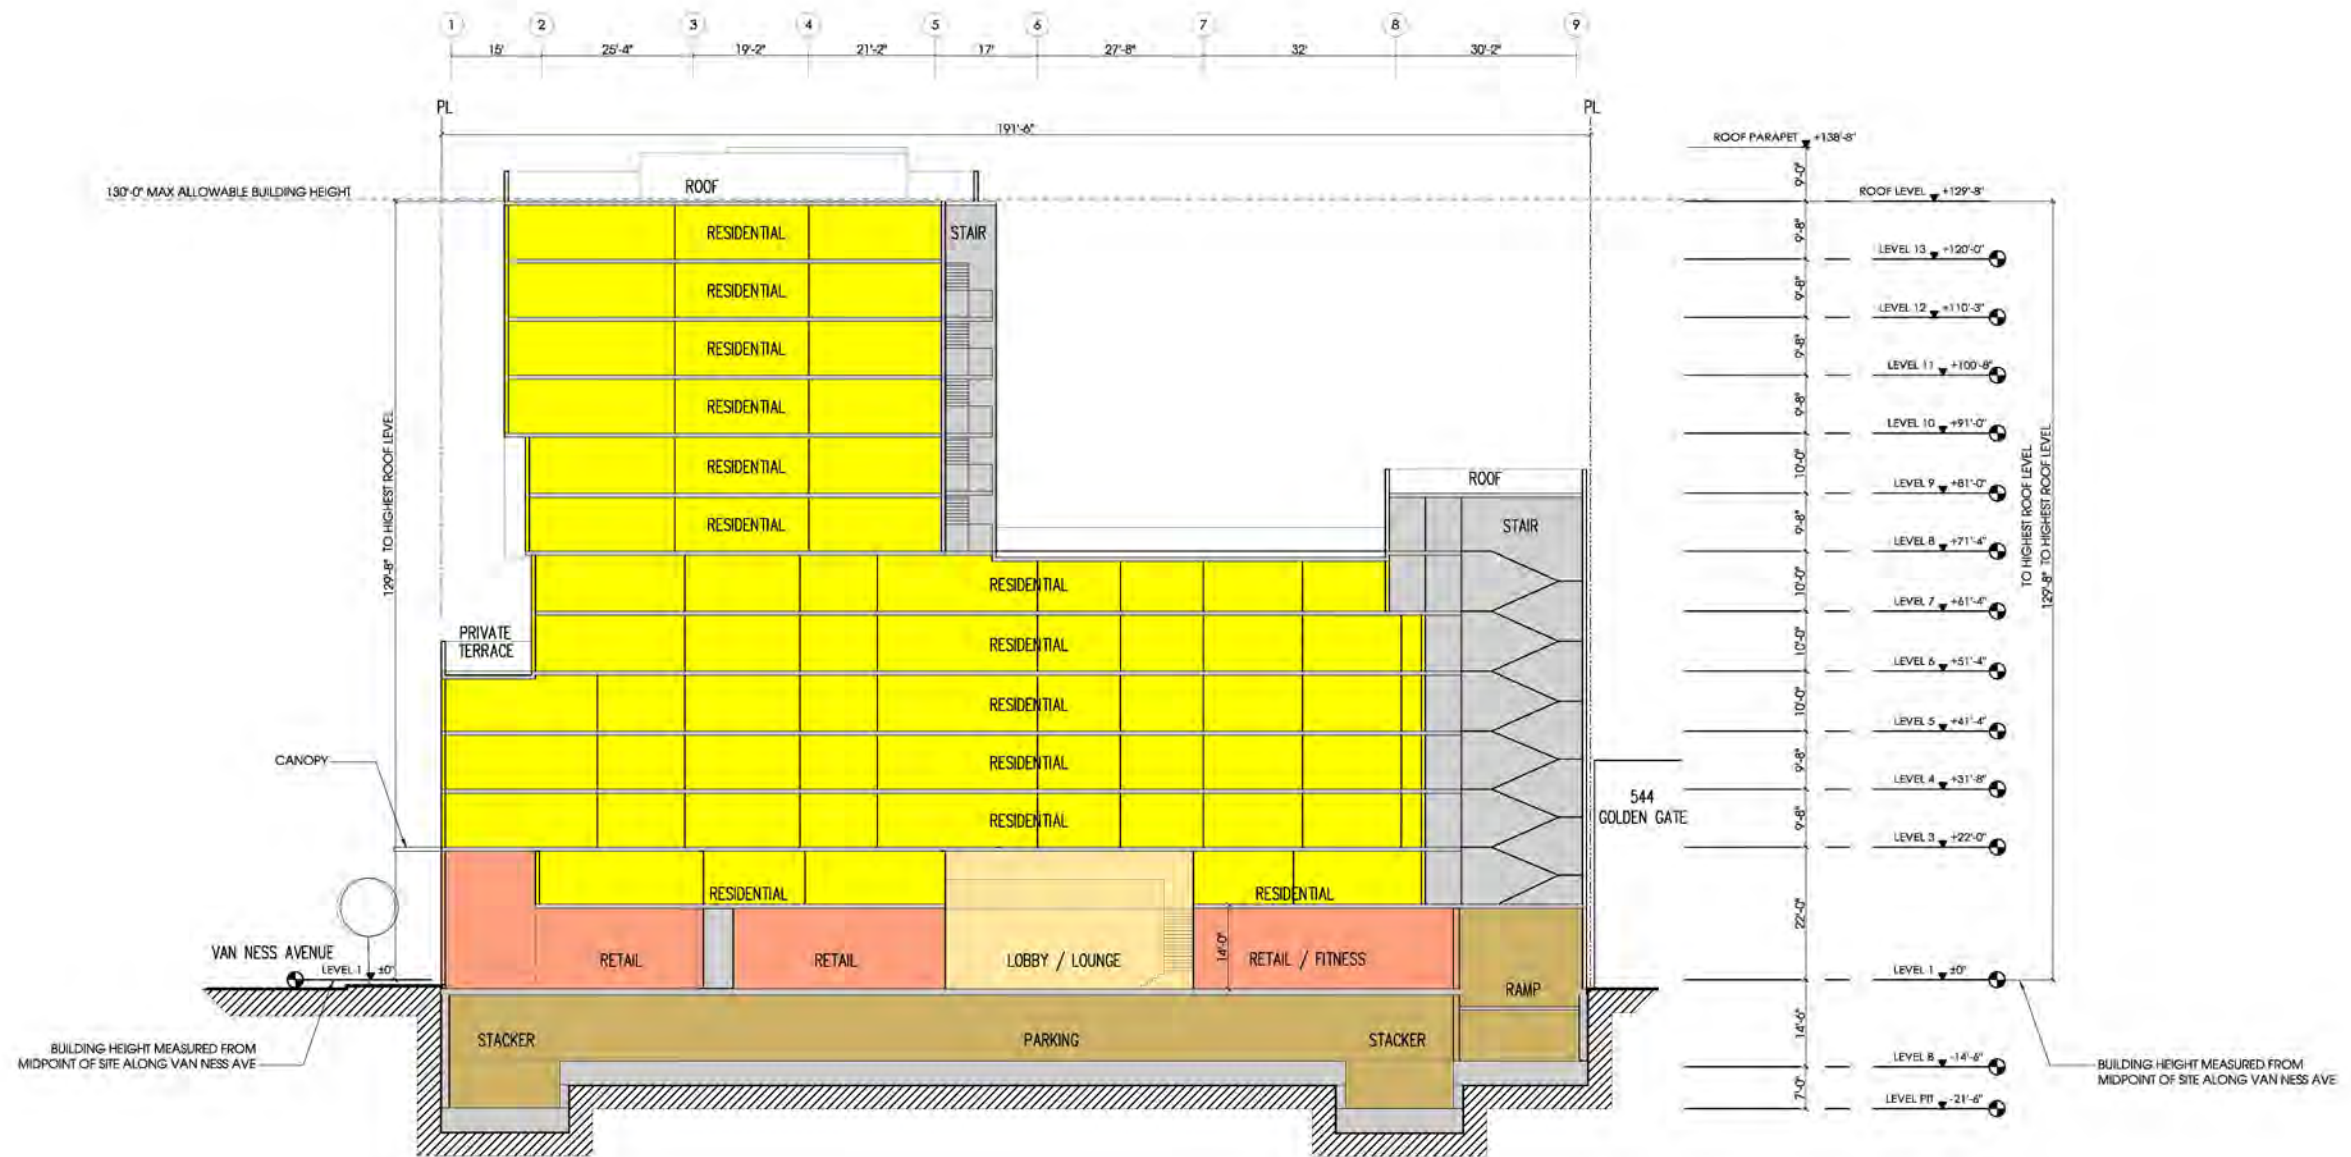 1 2 3 4 5 6 7 8 9
15' 25'-4" 19'-2" 21'-2" 17' 27'-8" 32' 30'-2"
PL PL
191'-6"
ROOF PARAPET +138'-8"
9'-0"
130'-0" MAX ALLOWABLE BUILDING HEIGHT
ROOF
ROOF LEVEL +129'-8"
RESIDENTIAL STAIR
9'-8"
LEVEL 13 +120'-0"
RESIDENTIAL
9'-8"
LEVEL 12 +110'-3"
RESIDENTIAL
9'-8"
LEVEL 11 +100'-8"
RESIDENTIAL
9'-8"
LEVEL 10 +91'-0"
RESIDENTIAL
10'-0"
ROOF
LEVEL 9 +81'-0"
RESIDENTIAL
STAIR
9'-8"
129'-8" TO HIGHEST ROOF LEVEL
TO HIGHEST ROOF LEVEL
129'-8" TO HIGHEST ROOF LEVEL
LEVEL 8 +71'-4"
RESIDENTIAL
10'-0"
LEVEL 7 +61'-4"
PRIVATE
TERRACE
RESIDENTIAL
10'-0"
LEVEL 6 +51'-4"
RESIDENTIAL
10'-0"
LEVEL 5 +41'-4"
CANOPY
RESIDENTIAL
9'-8"
LEVEL 4 +31'-8"
544
GOLDEN GATE
RESIDENTIAL
9'-8"
LEVEL 3 +22'-0"
RESIDENTIAL RESIDENTIAL
22'-0"
14'-0"
VAN NESS AVENUE
LEVEL 1 ±0"
RETAIL RETAIL LOBBY / LOUNGE RETAIL / FITNESS
LEVEL 1 ±0"
RAMP
14'-6"
STACKER PARKING STACKER
BUILDING HEIGHT MEASURED FROM
MIDPOINT OF SITE ALONG VAN NESS AVE
LEVEL B -14'-6"
BUILDING HEIGHT MEASURED FROM
MIDPOINT OF SITE ALONG VAN NESS AVE
7'-0"
LEVEL PIT -21'-6"